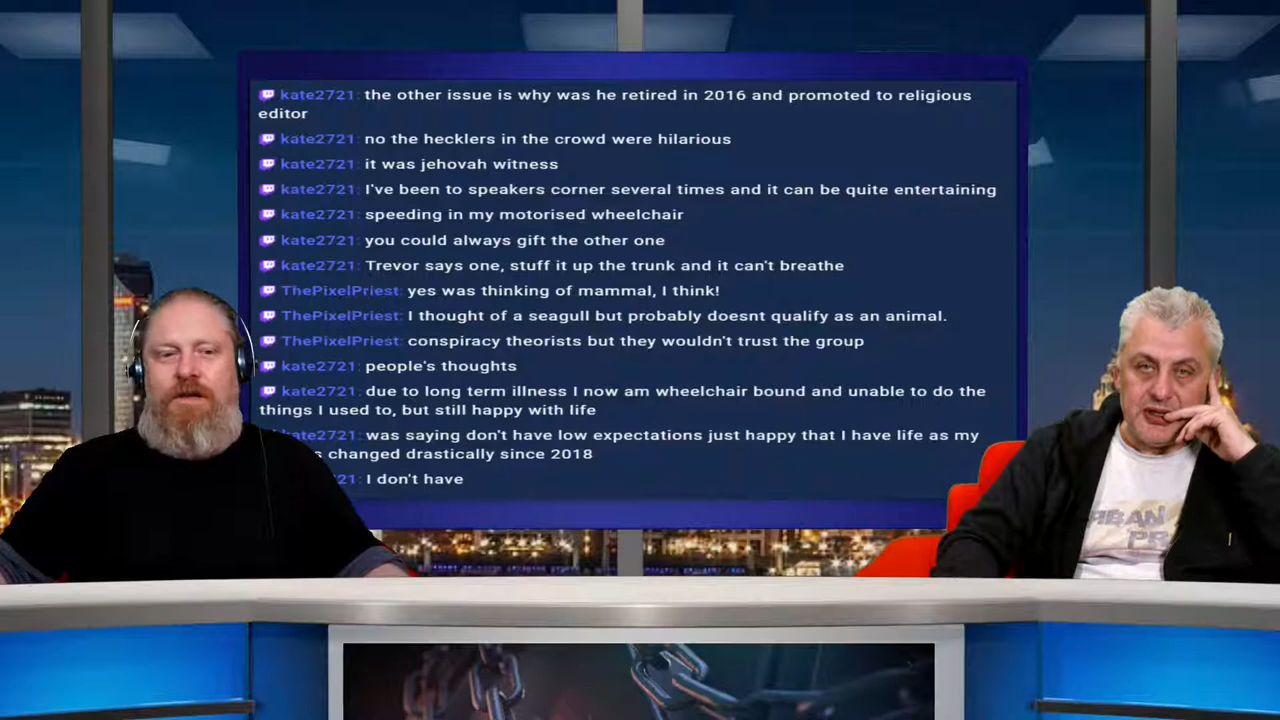 kate2721: the other issue is why was he retired in 2016 and promoted to religious
editor
kate2721: no the hecklers in the crowd were hilarious
kate2721: it was jehovah witness
kate2721: I've been to speakers corner several times and it can be quite entertaining
kate2721: speeding in my motorised wheelchair
kate2721: you could always gift the other one
kate2721: Trevor says one, stuff it up the trunk and it can't breathe
ThePixelPriest: yes was thinking of mammal, I think!
ThePixelPriest: I thought of a seagull but probably doesnt qualify as an animal.
ThePixelPriest: conspiracy theorists but they wouldn't trust the group
kate2721: people's thoughts
kate2721: due to long term illness I now am wheelchair bound and unable to do the
things I used to, but still happy with life
kate2721: was saying don't have low expectations just happy that I have life as my
changed drastically since 2018
21: I don't have